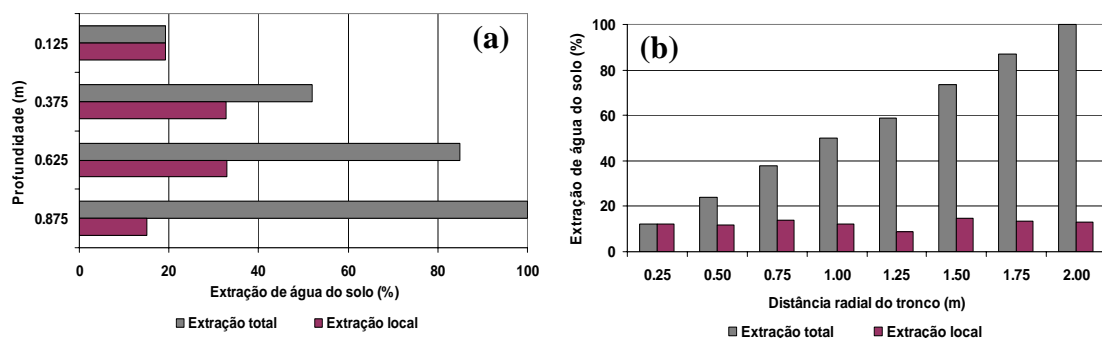 (a)
Profundidade (m)
0.125
0.375
0.625
0.875
0 20 40 60 80 100
Extração de água do solo (%)
Extração total Extração local
(b)
Extração de água do solo (%)
100
80
60
40
20
0
0.25 0.50 0.75 1.00 1.25 1.50 1.75 2.00
Distância radial do tronco (m)
Extração total Extração local